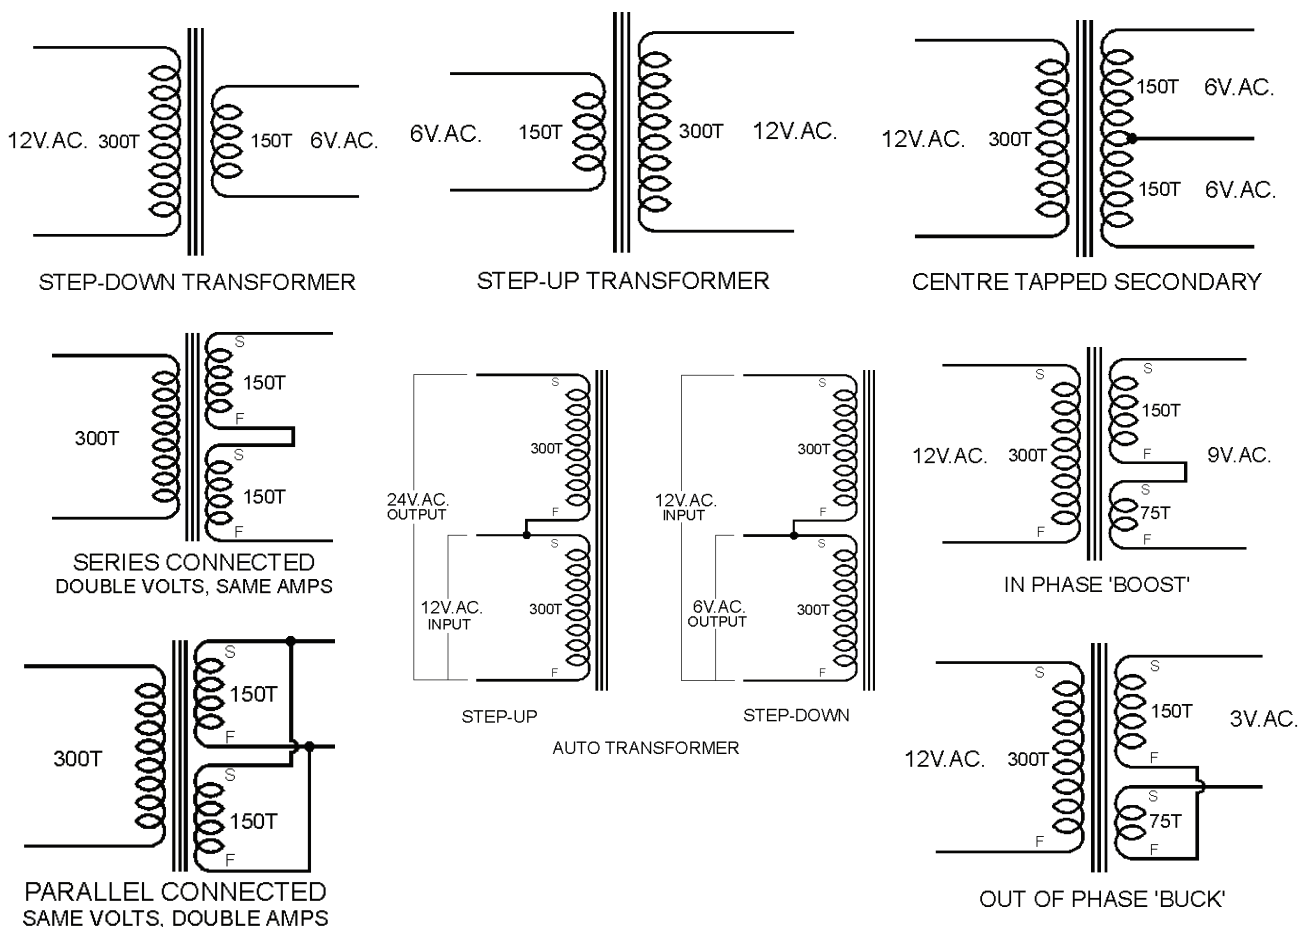 12V.AC.
300T
150T
6V.AC.
STEP-DOWN TRANSFORMER
6V.AC.
150T
300T
12V.AC.
STEP-UP TRANSFORMER
12V.AC.
300T
150T
6V.AC.
150T
6V.AC.
CENTRE TAPPED SECONDARY
300T
S
150T
F
S
150T
F
SERIES CONNECTED
DOUBLE VOLTS, SAME AMPS
24V.AC.
OUTPUT
S
300T
F
12V.AC.
INPUT
S
300T
F
STEP-UP
12V.AC.
INPUT
S
300T
F
6V.AC.
OUTPUT
S
300T
F
STEP-DOWN
AUTO TRANSFORMER
12V.AC.
S
300T
F
S
150T
F
S
75T
F
9V.AC.
IN PHASE 'BOOST'
300T
S
150T
F
S
150T
F
PARALLEL CONNECTED
SAME VOLTS, DOUBLE AMPS
12V.AC.
S
300T
F
S
150T
F
S
75T
F
3V.AC.
OUT OF PHASE 'BUCK'